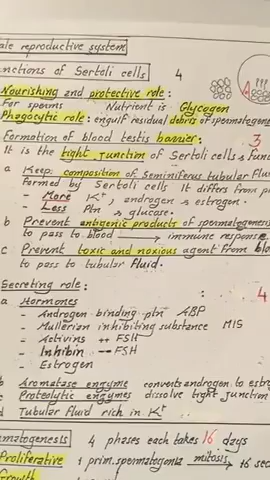 ale reproductive system
nctions of Sertoli cells 4
Nourishing and protective role:
For sperms Nutrient is Glycogen
Phagocytic role: engulf residual debris of spermatogene
Formation of blood testis barrier: 3
It is the tight junction of Sertoli cells & func
a Keep composition of Seminiferus tubular Flu
formed by Sertoli cells It differs from p
- More K+, androgen & estrogen.
- Less Ptn & glucose.
b Prevent antigenic products of spermatogenesis
to pass to blood → immune response
c Prevent toxic and noxious agent from blo
to pass to tubular Fluid.
Secreting role: : 4
a Hormones
- Androgen binding ptn ABP
- Mullerian inhibiting substance MIS
- Activins ++ FSH
- Inhibin -- FSH
- Estrogen
b Aromatase enzyme converts androgen to estro
c Proteolytic enzymes dissolve tight junction
d Tubular Fluid rich in K+
matogenesis 4 phases each takes 16 days
Proliferative 1 prim. spermatogonia mitosis → 16 sec
Growth